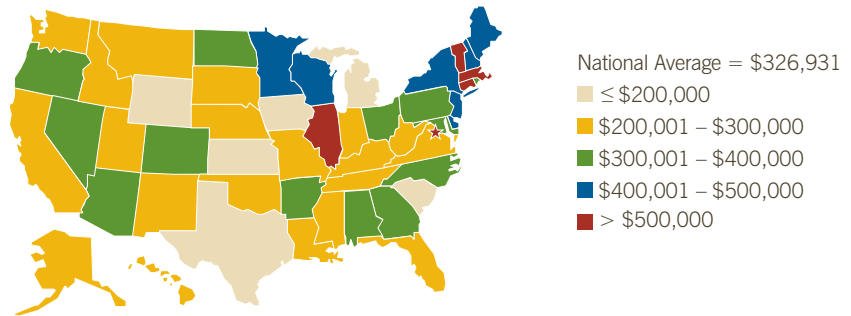 National Average = $326,931
≤ $200,000
$200,001 – $300,000
$300,001 – $400,000
$400,001 – $500,000
> $500,000